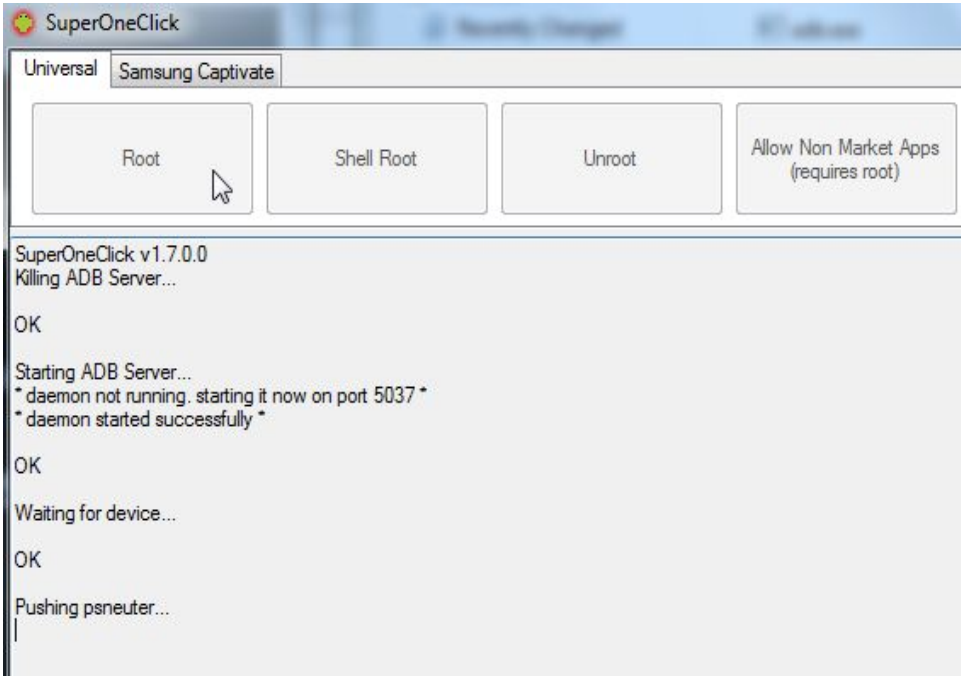 SuperOneClick
Universal
Samsung Captivate
Root
Shell Root
Unroot
Allow Non Market Apps
(requires root)
SuperOneClick v1.7.0.0
Killing ADB Server...
OK
Starting ADB Server...
* daemon not running. starting it now on port 5037 *
* daemon started successfully *
OK
Waiting for device...
OK
Pushing psneuter...